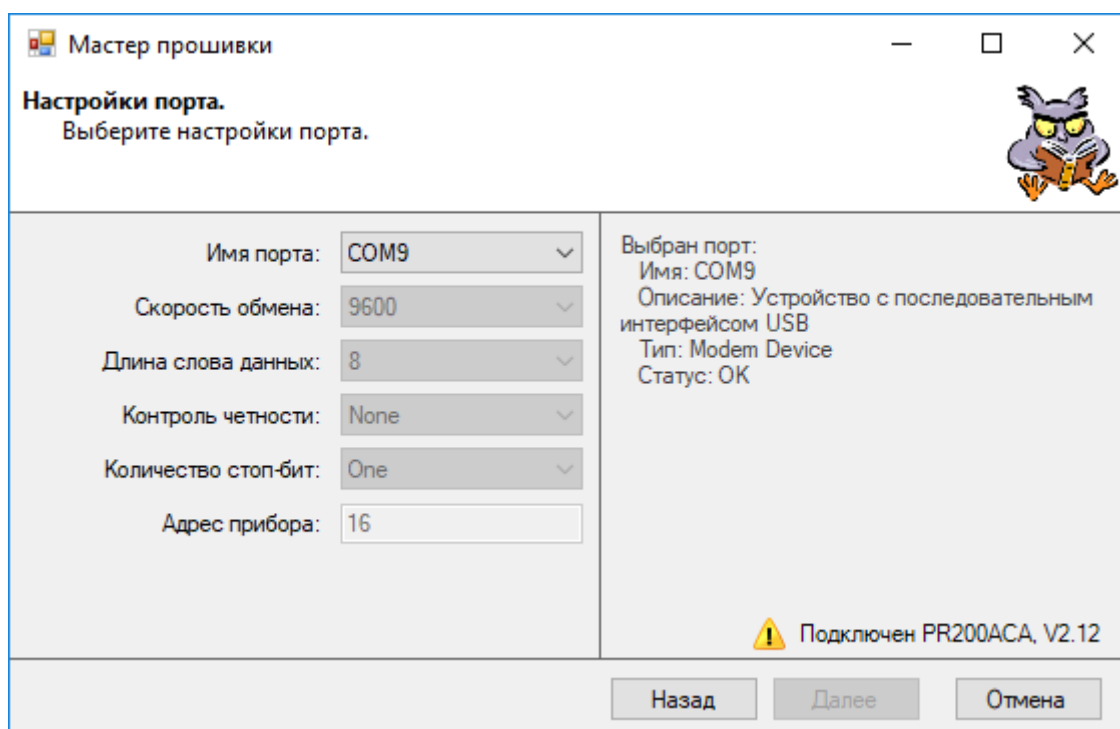 Мастер прошивки
Настройки порта.
Выберите настройки порта.
Имя порта: COM9
Скорость обмена: 9600
Длина слова данных: 8
Контроль четности: None
Количество стоп-бит: One
Адрес прибора: 16
Выбран порт:
Имя: COM9
Описание: Устройство с последовательным
интерфейсом USB
Тип: Modem Device
Статус: OK
Подключен PR200ACA, V2.12
Назад
Далее
Отмена